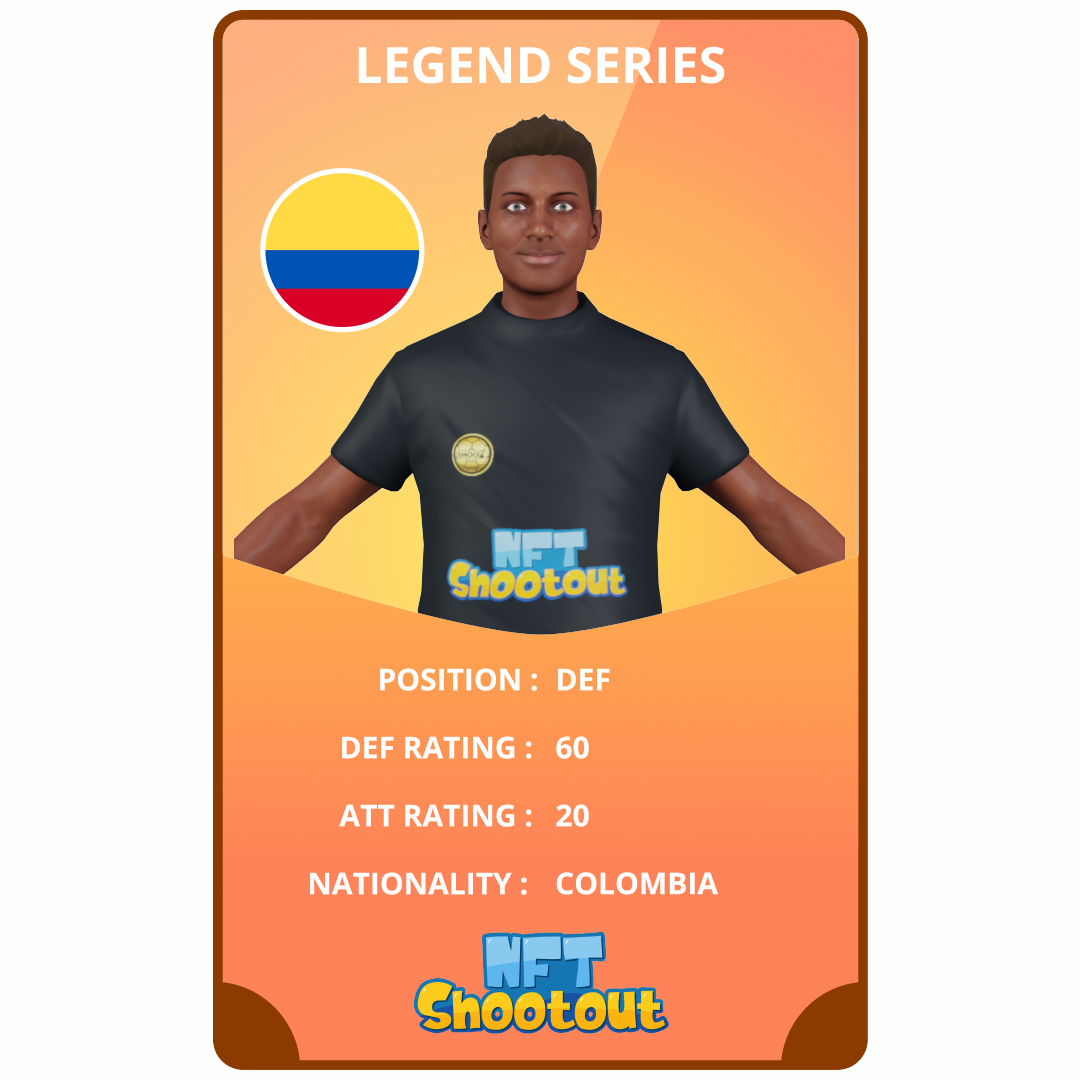 LEGEND SERIES
NFT
Shootout
POSITION : DEF
DEF RATING : 60
ATT RATING : 20
NATIONALITY : COLOMBIA
NFT
Shootout